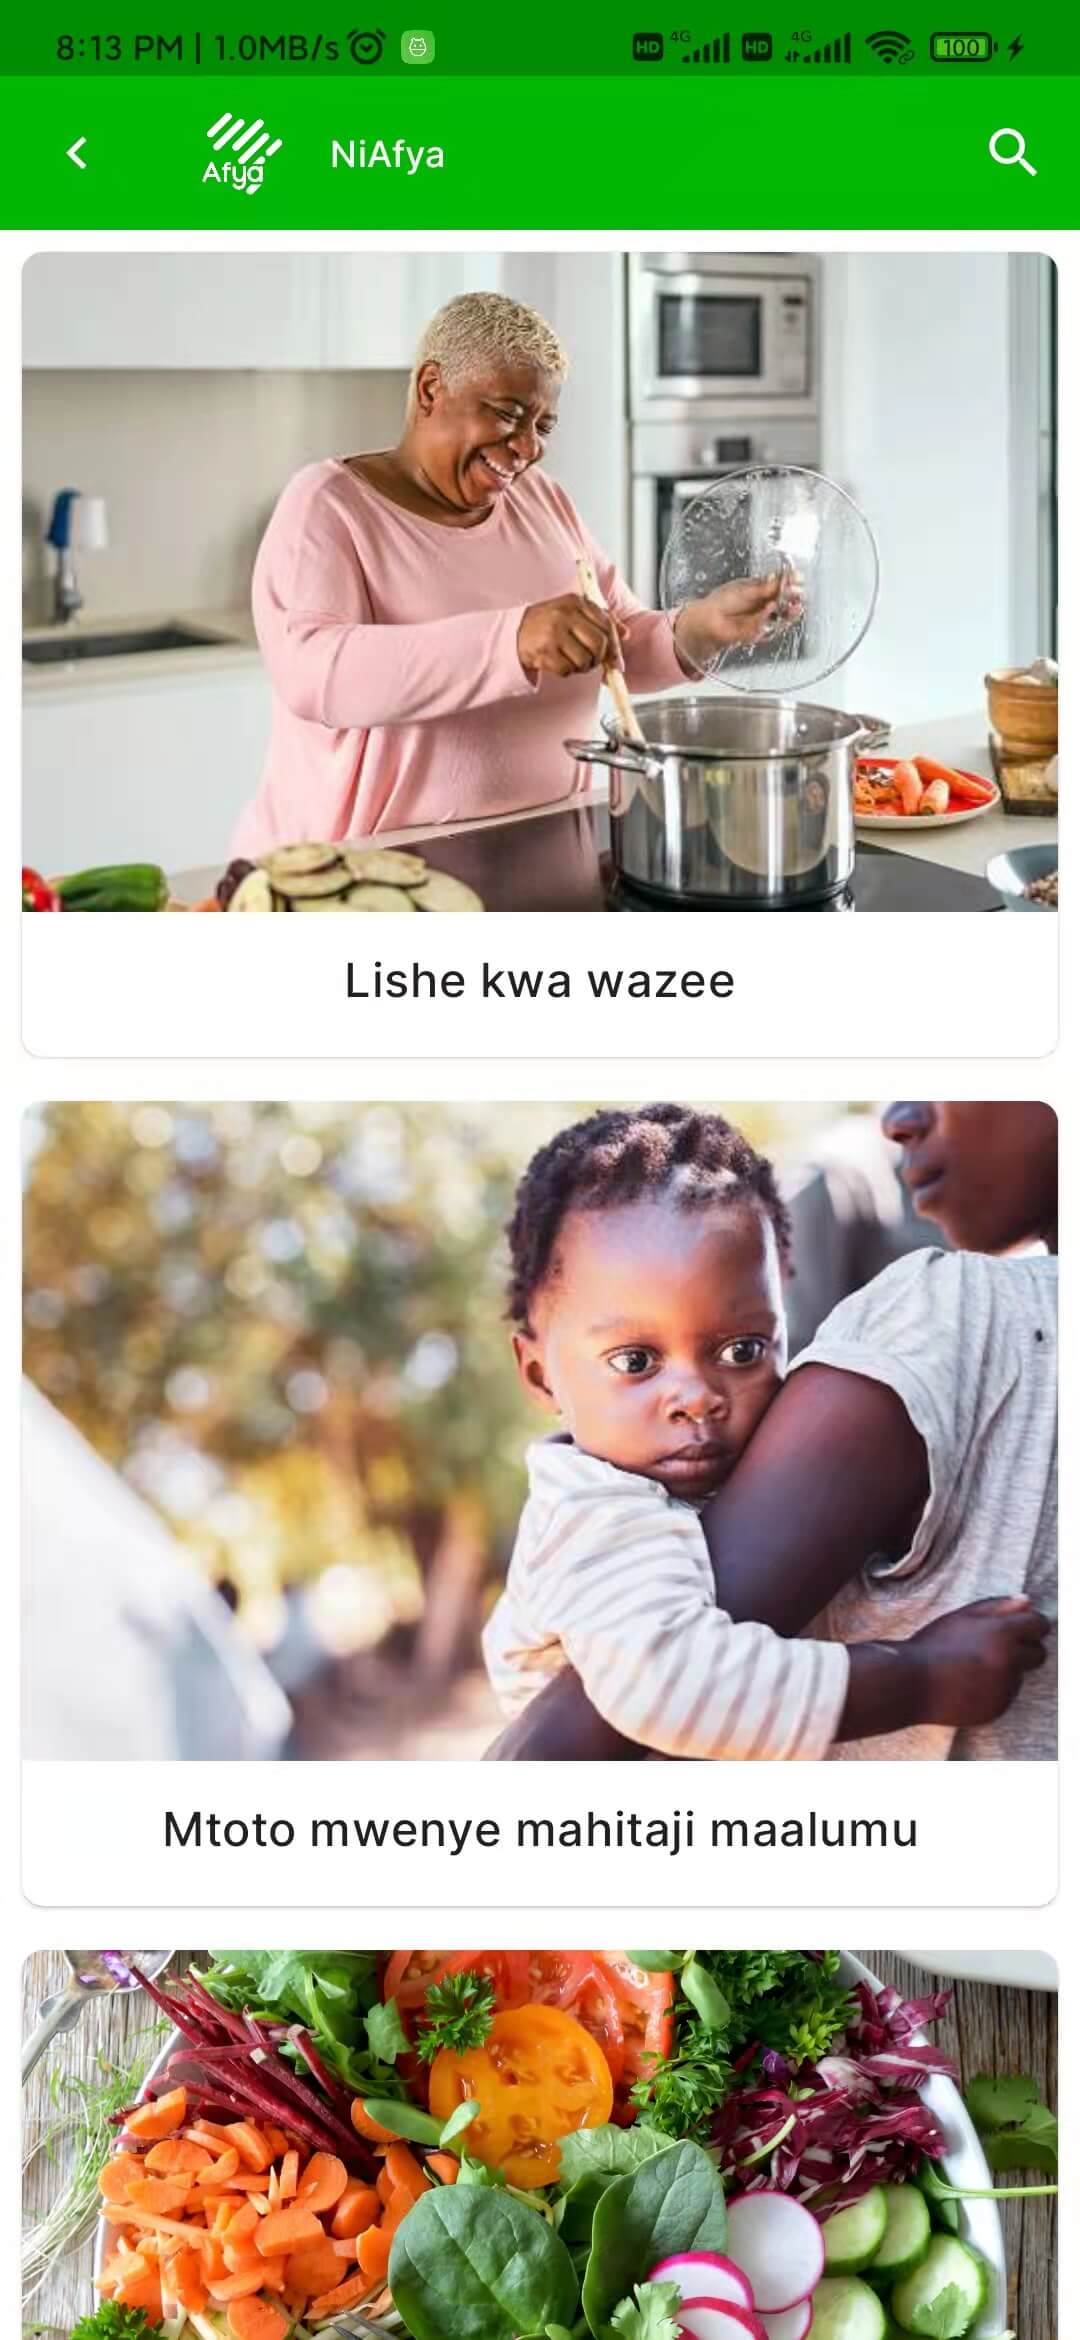 8:13 PM | 1.0MB/s
HD 4G HD 4G 100
Afya
NiAfya
Lishe kwa wazee
Mtoto mwenye mahitaji maalumu